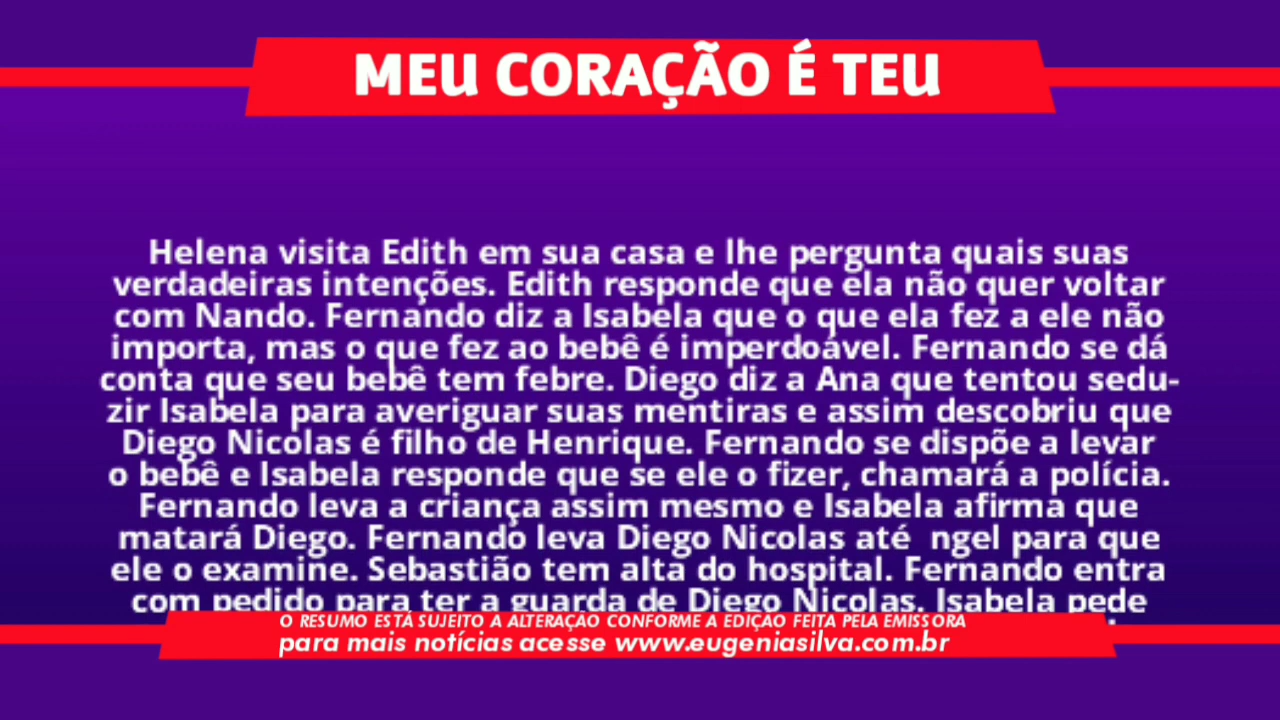 MEU CORAÇÃO É TEU
Helena visita Edith em sua casa e lhe pergunta quais suas
verdadeiras intenções. Edith responde que ela não quer voltar
com Nando. Fernando diz a Isabela que o que ela fez a ele não
importa, mas o que fez ao bebê é imperdoável. Fernando se dá
conta que seu bebê tem febre. Diego diz a Ana que tentou sedu-
zir Isabela para averiguar suas mentiras e assim descobriu que
Diego Nicolas é filho de Henrique. Fernando se dispõe a levar
o bebê e Isabela responde que se ele o fizer, chamará a polícia.
Fernando leva a criança assim mesmo e Isabela afirma que
matará Diego. Fernando leva Diego Nicolas até  ngel para que
ele o examine. Sebastião tem alta do hospital. Fernando entra
com pedido para ter a guarda de Diego Nicolas. Isabela pede
O RESUMO ESTÁ SUJEITO A ALTERAÇÃO CONFORME A EDIÇÃO FEITA PELA EMISSORA
para mais notícias acesse www.eugeniasilva.com.br